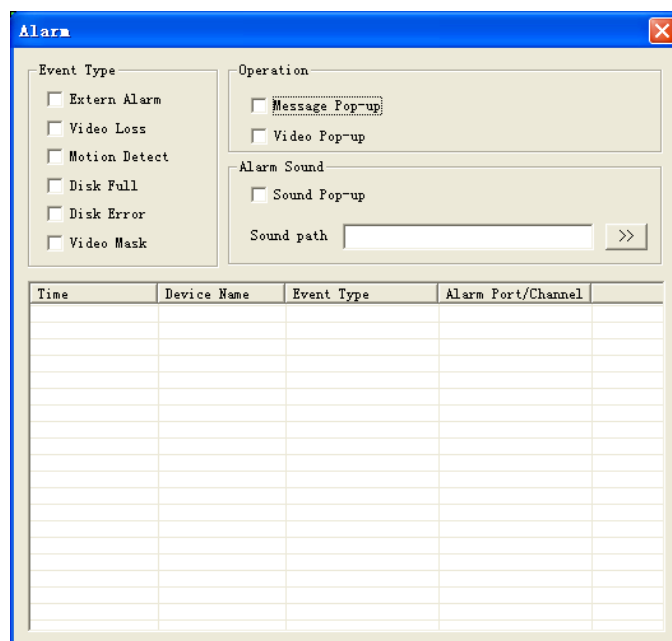 Alarm
Event Type
Extern Alarm
Video Loss
Motion Detect
Disk Full
Disk Error
Video Mask
Operation
Message Pop-up
Video Pop-up
Alarm Sound
Sound Pop-up
Sound path >>
Time Device Name Event Type Alarm Port/Channel